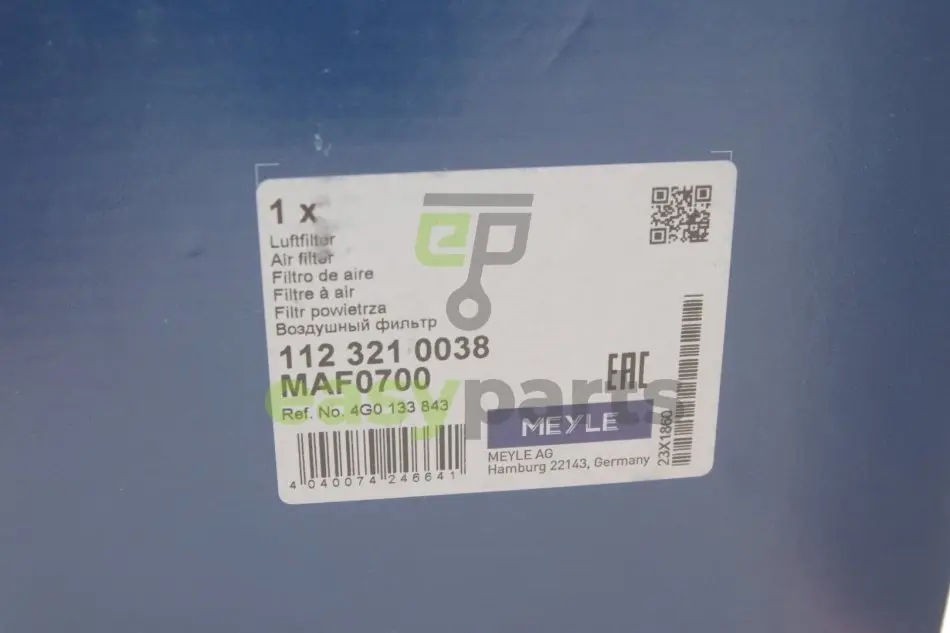 1 x
Luftfilter
Air filter
Filtro de aire
Filtre à air
Filtr powietrza
Воздушный фильтр
112 321 0038
MAF0700
Ref. No. 4G0 133 843
4 040074 246641
ep
easyparts
EAC
MEYLE
MEYLE AG
Hamburg 22143, Germany
23X1860